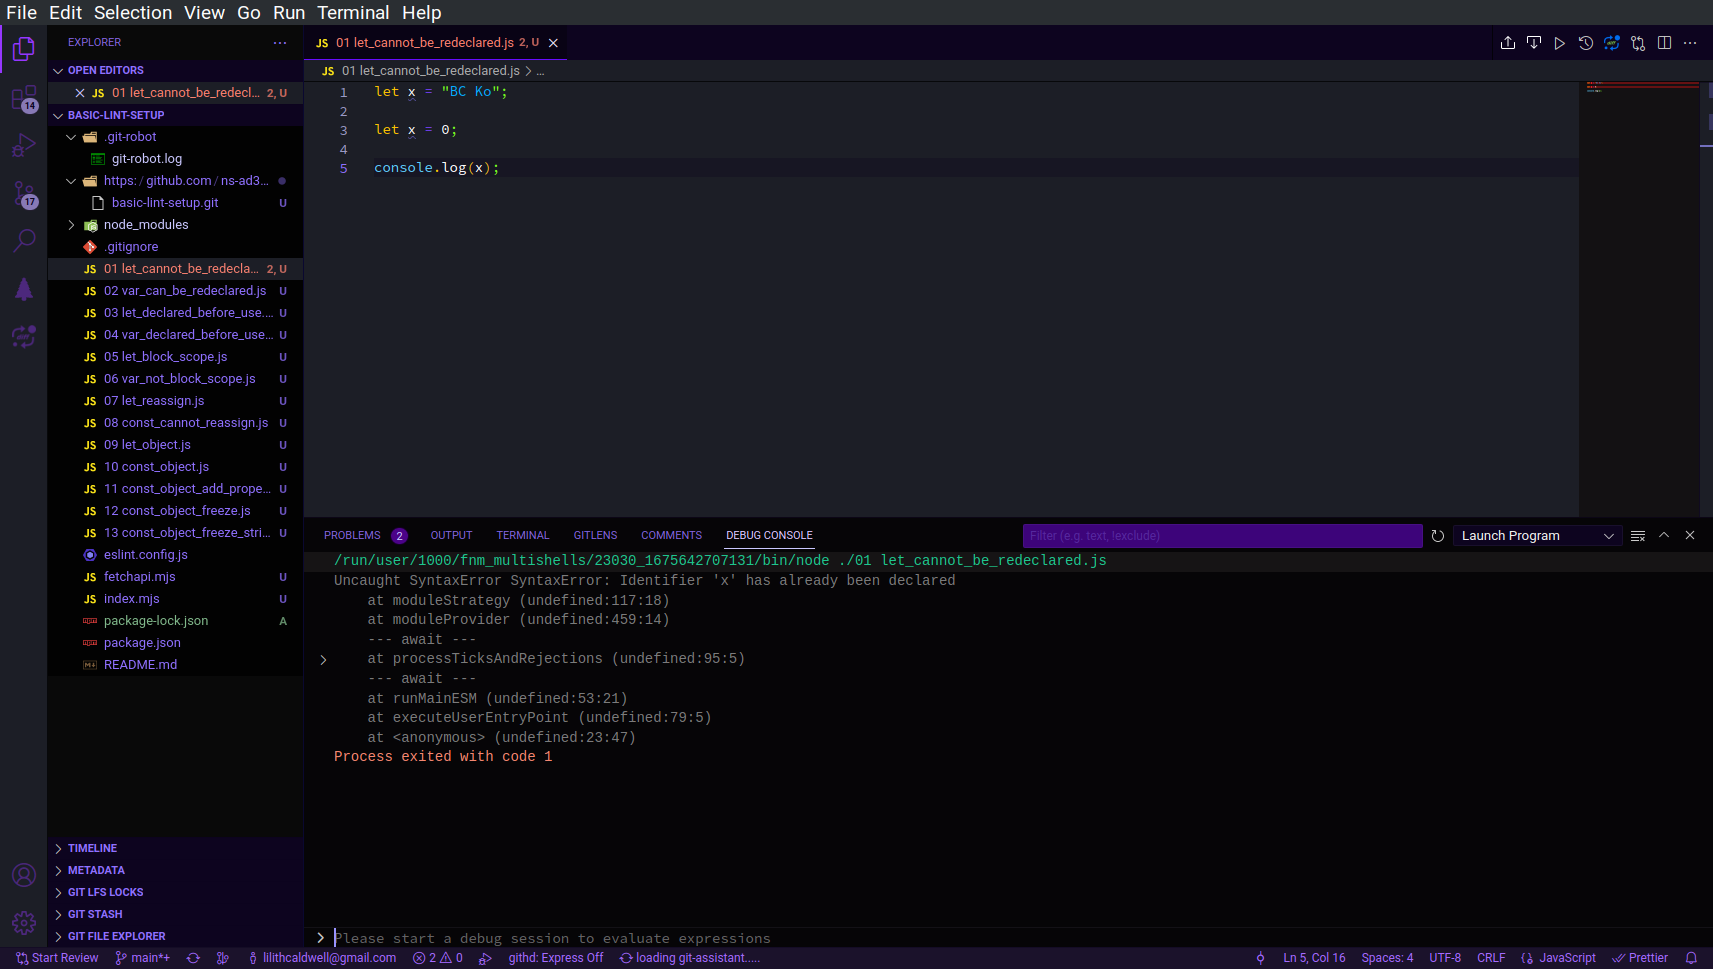 File Edit Selection View Go Run Terminal Help
EXPLORER
JS 01 let_cannot_be_redeclared.js 2, U
OPEN EDITORS
JS 01 let_cannot_be_redeclared.js > ...
JS 01 let_cannot_be_redecl... 2, U
BASIC-LINT-SETUP
.git-robot
git-robot.log
https: / github.com / ns-ad3...
basic-lint-setup.git U
node_modules
.gitignore
JS 01 let_cannot_be_redecla... 2, U
JS 02 var_can_be_redeclared.js U
JS 03 let_declared_before_use.... U
JS 04 var_declared_before_use... U
JS 05 let_block_scope.js U
JS 06 var_not_block_scope.js U
JS 07 let_reassign.js U
JS 08 const_cannot_reassign.js U
JS 09 let_object.js U
JS 10 const_object.js U
JS 11 const_object_add_prope... U
JS 12 const_object_freeze.js U
JS 13 const_object_freeze_stri... U
eslint.config.js
JS fetchapi.mjs U
JS index.mjs U
package-lock.json A
package.json
README.md
TIMELINE
METADATA
GIT LFS LOCKS
GIT STASH
GIT FILE EXPLORER
14
17
1 let x = "BC Ko";
2
3 let x = 0;
4
5 console.log(x);
PROBLEMS 2 OUTPUT TERMINAL GITLENS COMMENTS DEBUG CONSOLE Filter (e.g. text, !exclude) Launch Program
/run/user/1000/fnm_multishells/23030_1675642707131/bin/node ./01 let_cannot_be_redeclared.js
Uncaught SyntaxError SyntaxError: Identifier 'x' has already been declared
at moduleStrategy (undefined:117:18)
at moduleProvider (undefined:459:14)
--- await ---
at processTicksAndRejections (undefined:95:5)
--- await ---
at runMainESM (undefined:53:21)
at executeUserEntryPoint (undefined:79:5)
at <anonymous> (undefined:23:47)
Process exited with code 1
Please start a debug session to evaluate expressions
Start Review main*+ lilithcaldwell@gmail.com 2 0 githd: Express Off loading git-assistant..... Ln 5, Col 16 Spaces: 4 UTF-8 CRLF JavaScript Prettier